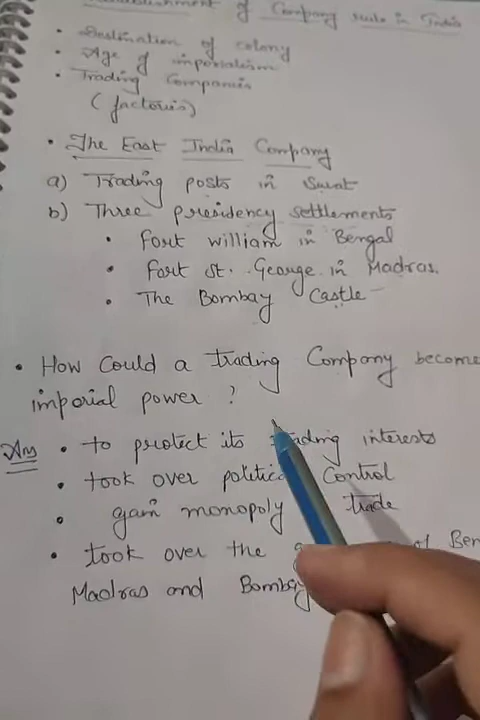 of Company rule in India
• Destination of colony
• Age of imperialism
• Trading Companies
(factories)
• The East India Company
a) Trading posts in Surat
b) Three presidency settlements
• Fort william in Bengal
• Fort St. George in Madras.
• The Bombay Castle
• How Could a trading Company become
imperial power ?
Ans • to protect its trading interests
• took over political Control
• gain monopoly trade
• took over the of Ben
Madras and Bombay